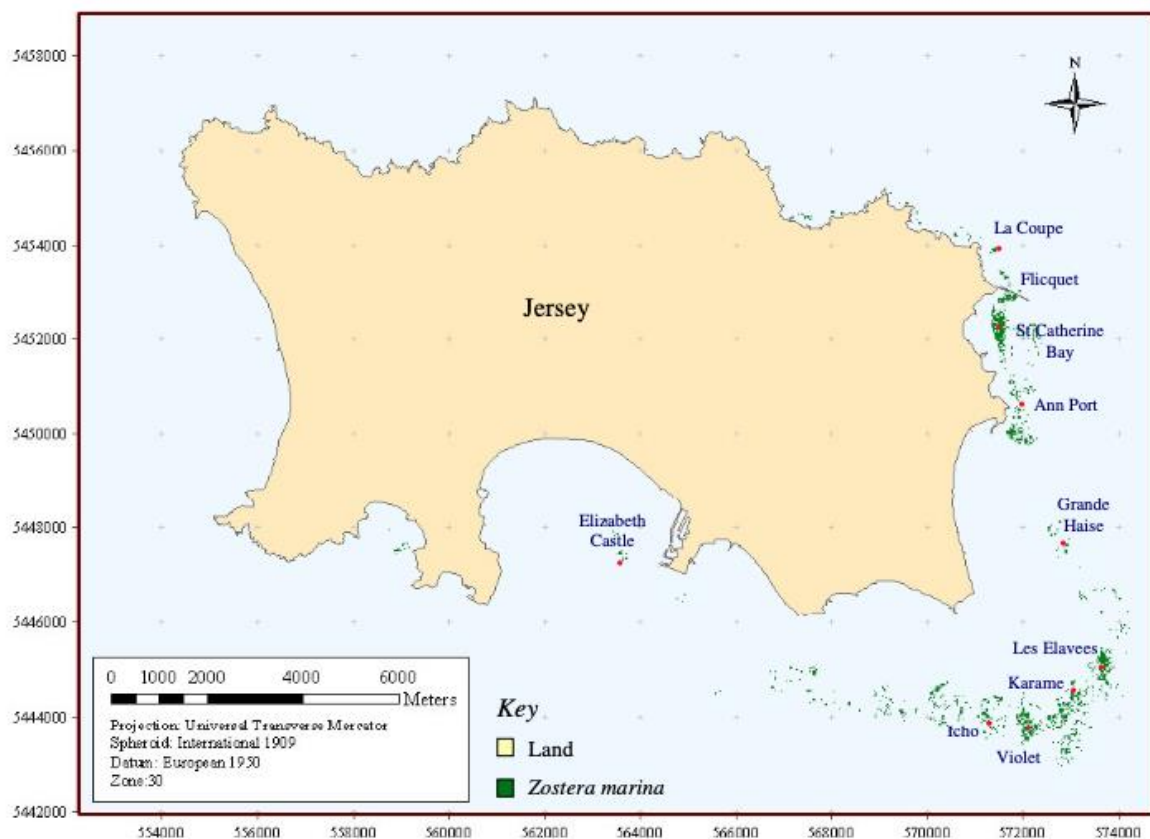 5458000
5456000
5454000
5452000
5450000
5448000
5446000
5444000
5442000
N
La Coupe
Flicquet
Jersey
St Catherine
Bay
Ann Port
Grande
Haise
Elizabeth
Castle
Les Elavees
Karame
Icho
Violet
0 1000 2000 4000 6000
Meters
Projection: Universal Transverse Mercator
Spheroid: International 1909
Datum: European 1950
Zone:30
Key
Land
Zostera marina
554000 556000 558000 560000 562000 564000 566000 568000 570000 572000 574000